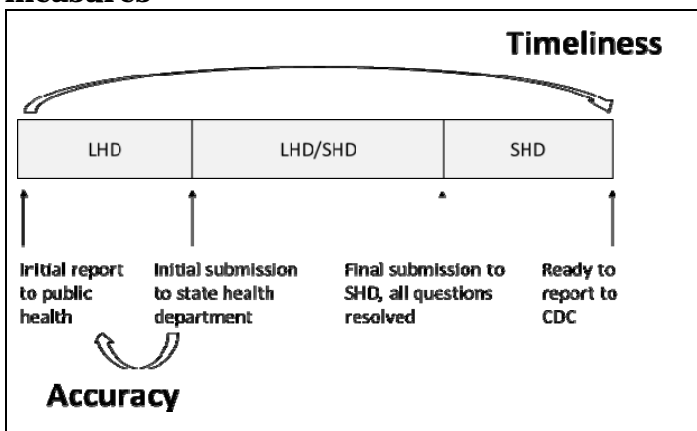 measures
Timeliness
LHD
LHD/SHD
SHD
Initial report
to public
health
Initial submission
to state health
department
Final submission to
SHD, all questions
resolved
Ready to
report to
CDC
Accuracy